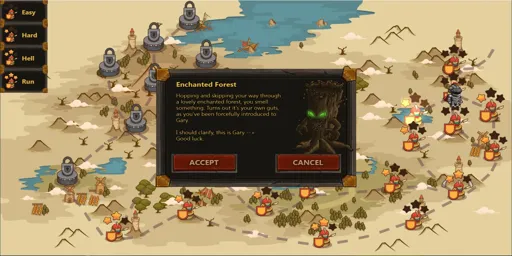 Easy
Hard
Hell
Run
Enchanted Forest
Hopping and skipping your way through
a lovely enchanted forest, you smell
something. Turns out it's your own guts,
as you've been forcefully introduced to
Gary.
I should clarify, this is Gary -->
Good luck.
ACCEPT
CANCEL